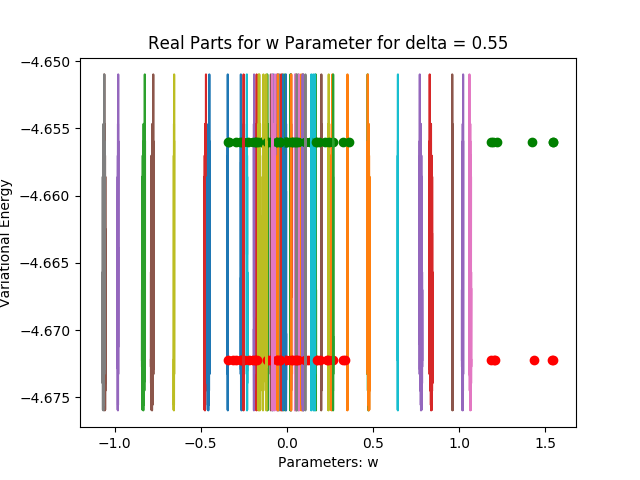 Real Parts for w Parameter for delta = 0.55
−4.650
−4.655
−4.660
−4.665
−4.670
−4.675
Variational Energy
−1.0 −0.5 0.0 0.5 1.0 1.5
Parameters: w